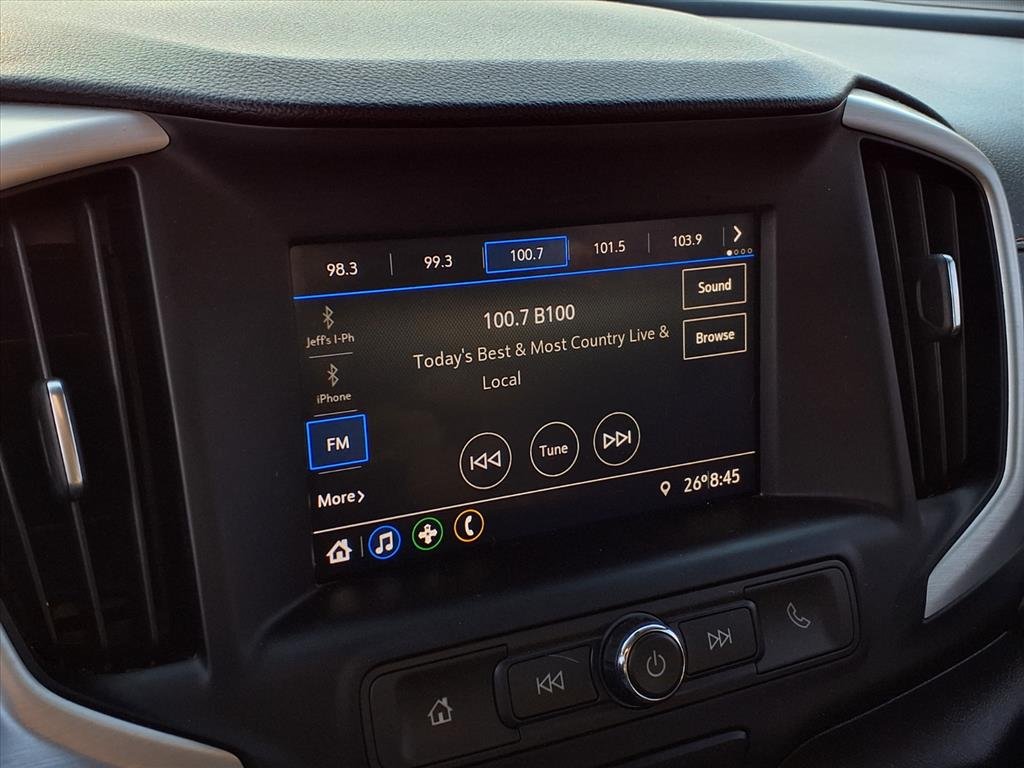 98.3
99.3
100.7
101.5
103.9
Jeff's I-Ph
iPhone
FM
More
100.7 B100
Today's Best & Most Country Live &
Local
Sound
Browse
Tune
26° 8:45